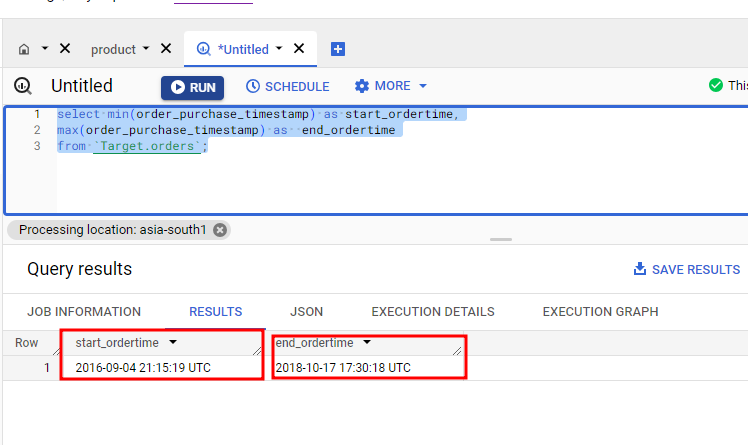 product
*Untitled
Untitled
RUN
SCHEDULE
MORE
This
1 select min(order_purchase_timestamp) as start_ordertime,
2 max(order_purchase_timestamp) as  end_ordertime
3 from `Target.orders`;
Processing location: asia-south1
Query results
SAVE RESULTS
JOB INFORMATION
RESULTS
JSON
EXECUTION DETAILS
EXECUTION GRAPH
Row
start_ordertime
end_ordertime
1
2016-09-04 21:15:19 UTC
2018-10-17 17:30:18 UTC